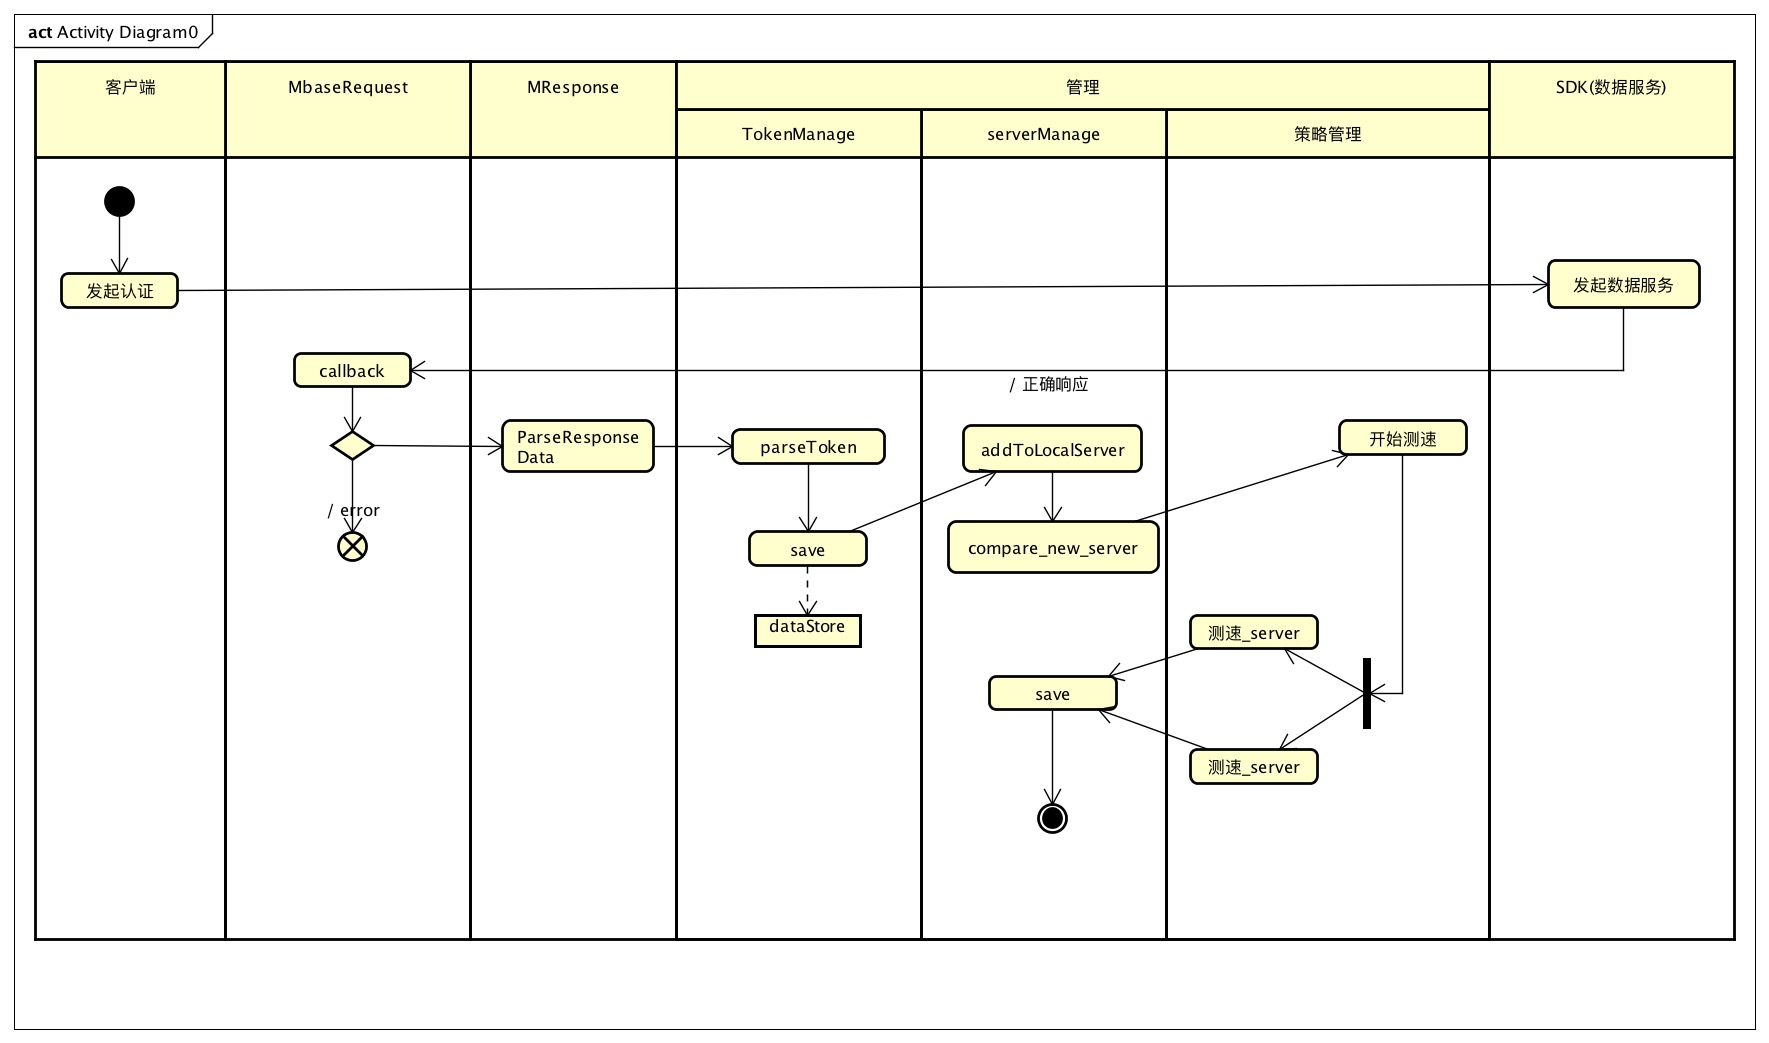 act Activity Diagram0
客户端
MbaseRequest
MResponse
管理
SDK(数据服务)
TokenManage
serverManage
策略管理
发起认证
发起数据服务
callback
/ 正确响应
ParseResponse
Data
parseToken
addToLocalServer
开始测速
/ error
save
compare_new_server
dataStore
测速_server
save
测速_server